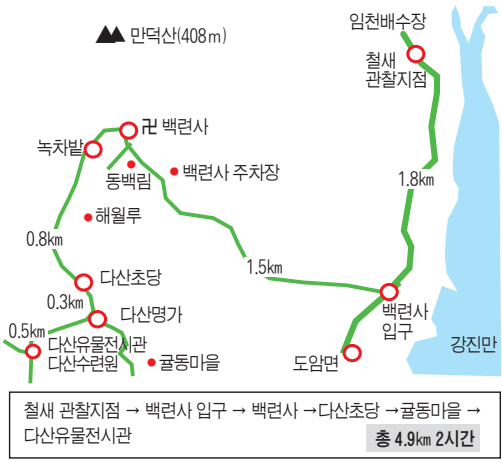 만덕산(408m)
임천배수장
철새
관찰지점
卍 백련사
녹차밭
동백림
백련사 주차장
1.8km
해월루
0.8km
1.5km
다산초당
0.3km
다산명가
백련사
입구
0.5km
다산유물전시관
다산수련원
귤동마을
도암면
강진만
철새 관찰지점 → 백련사 입구 → 백련사 →다산초당 →귤동마을 →
다산유물전시관
총 4.9km 2시간